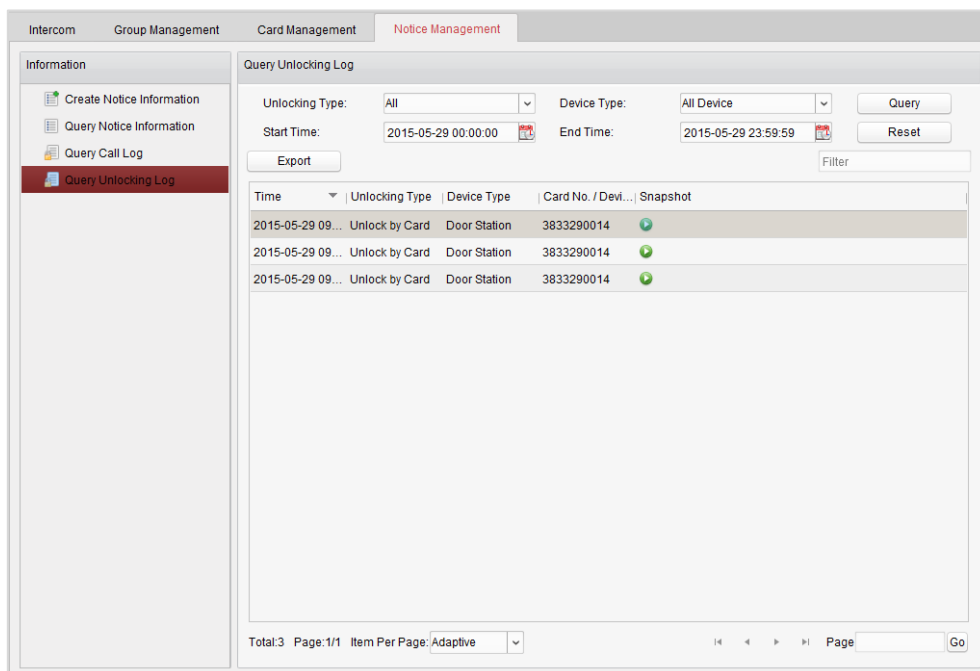 Intercom Group Management Card Management Notice Management
Information
Create Notice Information
Query Notice Information
Query Call Log
Query Unlocking Log
Query Unlocking Log
Unlocking Type: All Device Type: All Device Query
Start Time: 2015-05-29 00:00:00 End Time: 2015-05-29 23:59:59 Reset
Export Filter
Time Unlocking Type Device Type Card No. / Devi... Snapshot
2015-05-29 09... Unlock by Card Door Station 3833290014
2015-05-29 09... Unlock by Card Door Station 3833290014
2015-05-29 09... Unlock by Card Door Station 3833290014
Total:3 Page:1/1 Item Per Page: Adaptive Page Go